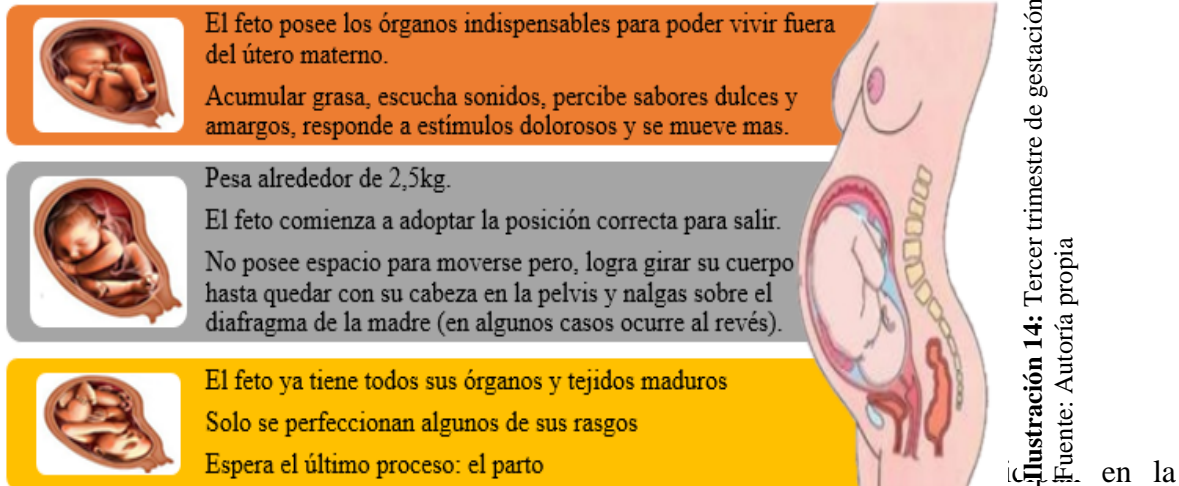 El feto posee los órganos indispensables para poder vivir fuera
del útero materno.
Acumular grasa, escucha sonidos, percibe sabores dulces y
amargos, responde a estímulos dolorosos y se mueve mas.
Pesa alrededor de 2,5kg.
El feto comienza a adoptar la posición correcta para salir.
No posee espacio para moverse pero, logra girar su cuerpo
hasta quedar con su cabeza en la pelvis y nalgas sobre el
diafragma de la madre (en algunos casos ocurre al revés).
El feto ya tiene todos sus órganos y tejidos maduros
Solo se perfeccionan algunos de sus rasgos
Espera el último proceso: el parto
Ilustración 14: Tercer trimestre de gestación
Fuente: Autoría propia
en la